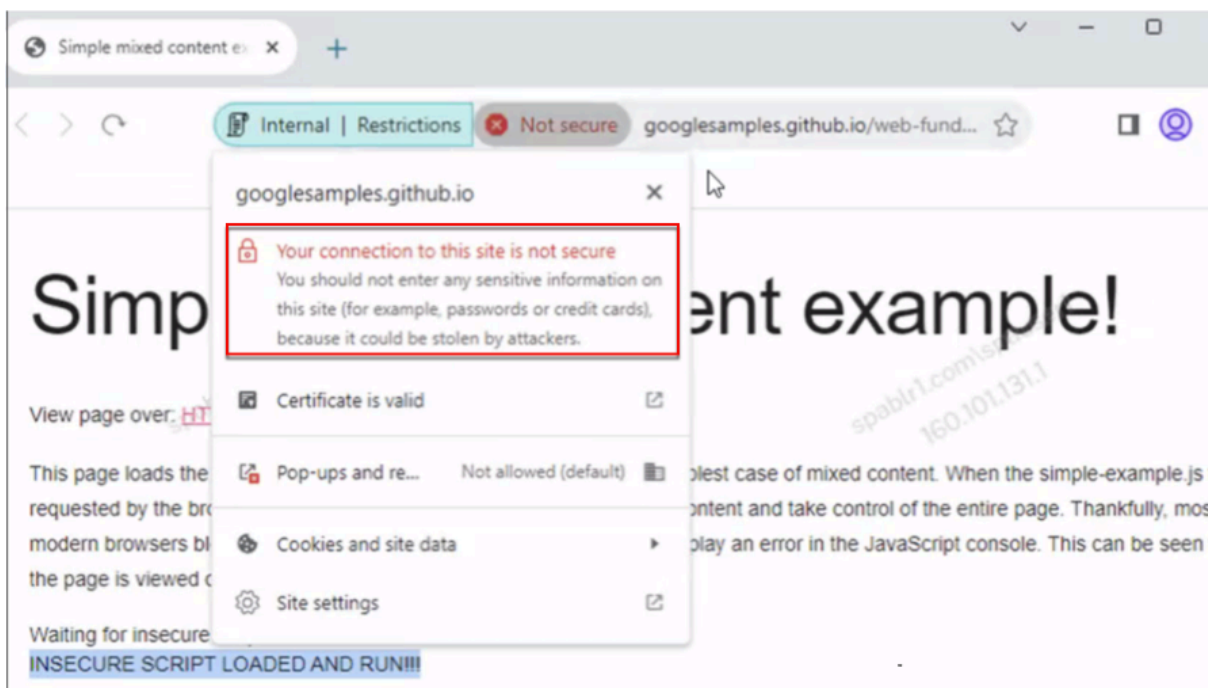 Simple mixed content e
Internal | Restrictions
Not secure
googlesamples.github.io/web-fund...
googlesamples.github.io
Your connection to this site is not secure
You should not enter any sensitive information on
this site (for example, passwords or credit cards),
because it could be stolen by attackers.
Simp
ent example!
Certificate is valid
View page over: HT
160.101.131.1
This page loads the
Pop-ups and re... Not allowed (default)
plest case of mixed content. When the simple-example.js
requested by the bro
ontent and take control of the entire page. Thankfully, mos
modern browsers bl
Cookies and site data
play an error in the JavaScript console. This can be seen
the page is viewed
Site settings
Waiting for insecure
INSECURE SCRIPT LOADED AND RUN!!!